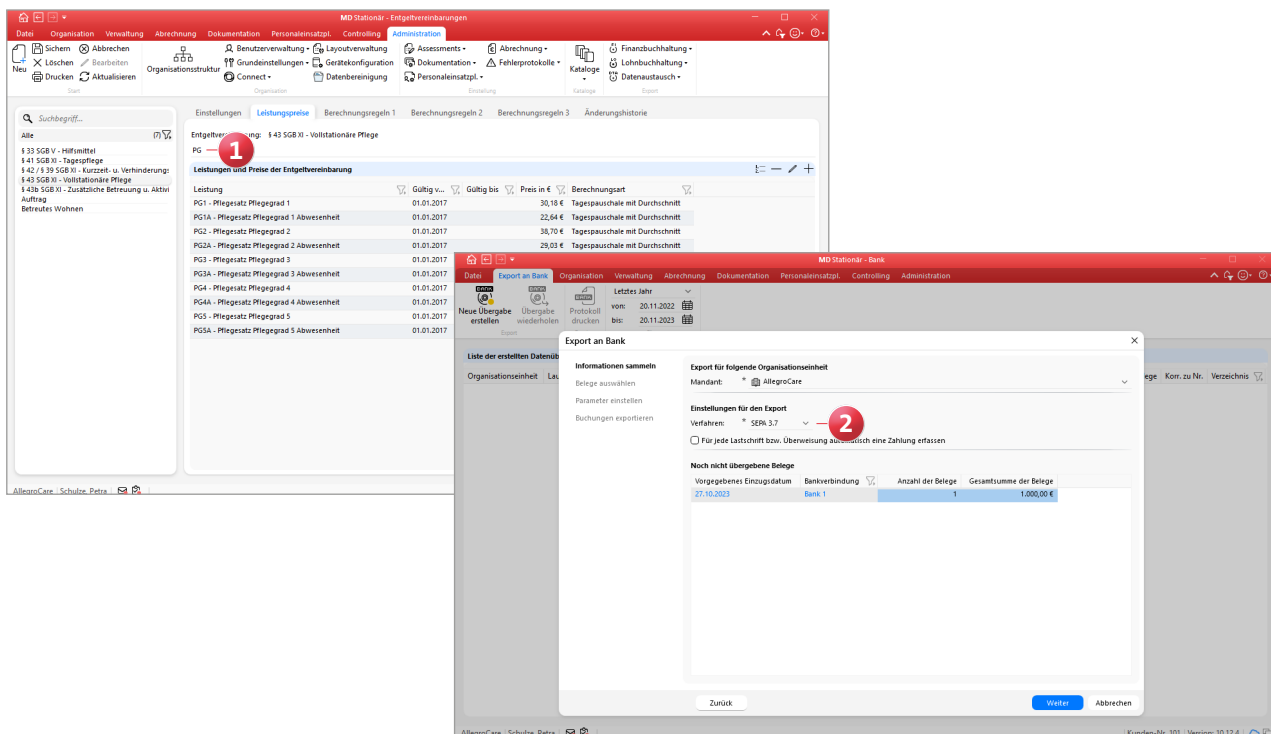 MD Stationär - Entgeltvereinbarungen
Datei Organisation Verwaltung Abrechnung Dokumentation Personaleinsatzpl. Controlling Administration
Neu
Sichern Abbrechen
Löschen Bearbeiten
Drucken Aktualisieren
Start
Organisationsstruktur
Benutzerverwaltung Layoutverwaltung
Grundeinstellungen Gerätekonfiguration
Connect Datenbereinigung
Organisation
Assessments Abrechnung
Dokumentation Fehlerprotokolle
Personaleinsatzpl.
Einstellung
Kataloge
Kataloge
Finanzbuchhaltung
Lohnbuchhaltung
Datenaustausch
Export
Suchbegriff...
Alle (7)
§ 33 SGB V - Hilfsmittel
§ 41 SGB XI - Tagespflege
§ 42 / § 39 SGB XI - Kurzzeit- u. Verhinderungs
§ 43 SGB XI - Vollstationäre Pflege
§ 43b SGB XI - Zusätzliche Betreuung u. Aktivi
Auftrag
Betreutes Wohnen
Einstellungen Leistungspreise Berechnungsregeln 1 Berechnungsregeln 2 Berechnungsregeln 3 Änderungshistorie
§ 43 SGB XI - Vollstationäre Pflege
PG
1
Leistungen und Preise der Entgeltvereinbarung
Leistung Gültig v... Gültig bis Preis in € Berechnungsart
PG1 - Pflegesatz Pflegegrad 1 01.01.2017 30,18 € Tagespauschale mit Durchschnitt
PG1A - Pflegesatz Pflegegrad 1 Abwesenheit 01.01.2017 22,64 € Tagespauschale mit Durchschnitt
PG2 - Pflegesatz Pflegegrad 2 01.01.2017 38,70 € Tagespauschale mit Durchschnitt
PG2A - Pflegesatz Pflegegrad 2 Abwesenheit 01.01.2017 29,03 € Tagespauschale mit Durchschnitt
PG3 - Pflegesatz Pflegegrad 3 01.01.2017
PG3A - Pflegesatz Pflegegrad 3 Abwesenheit 01.01.2017
PG4 - Pflegesatz Pflegegrad 4 01.01.2017
PG4A - Pflegesatz Pflegegrad 4 Abwesenheit 01.01.2017
PG5 - Pflegesatz Pflegegrad 5 01.01.2017
PG5A - Pflegesatz Pflegegrad 5 Abwesenheit 01.01.2017
AllegroCare Schulze, Petra
MD Stationär - Bank
Datei Export an Bank Organisation Verwaltung Abrechnung Dokumentation Personaleinsatzpl. Controlling Administration
BANK
Neue Übergabe
erstellen
BANK
Übergabe
wiederholen
Export
BANK
Protokoll
drucken
Letztes Jahr
von: 20.11.2022
bis: 20.11.2023
Liste der erstellten Datenüb
Organisationseinheit Lau
ege Korr. zu Nr. Verzeichnis
Export an Bank
Informationen sammeln
Belege auswählen
Parameter einstellen
Buchungen exportieren
Export für folgende Organisationseinheit
Mandant: * AllegroCare
Einstellungen für den Export
Verfahren: * SEPA 3.7
2
Für jede Lastschrift bzw. Überweisung automatisch eine Zahlung erfassen
Noch nicht übergebene Belege
Vorgegebenes Einzugsdatum Bankverbindung Anzahl der Belege Gesamtsumme der Belege
27.10.2023 Bank 1 1 1.000,00 €
Zurück Weiter Abbrechen
AllegroCare Schulze, Petra
Kunden-Nr. 101 Version: 10.12.4